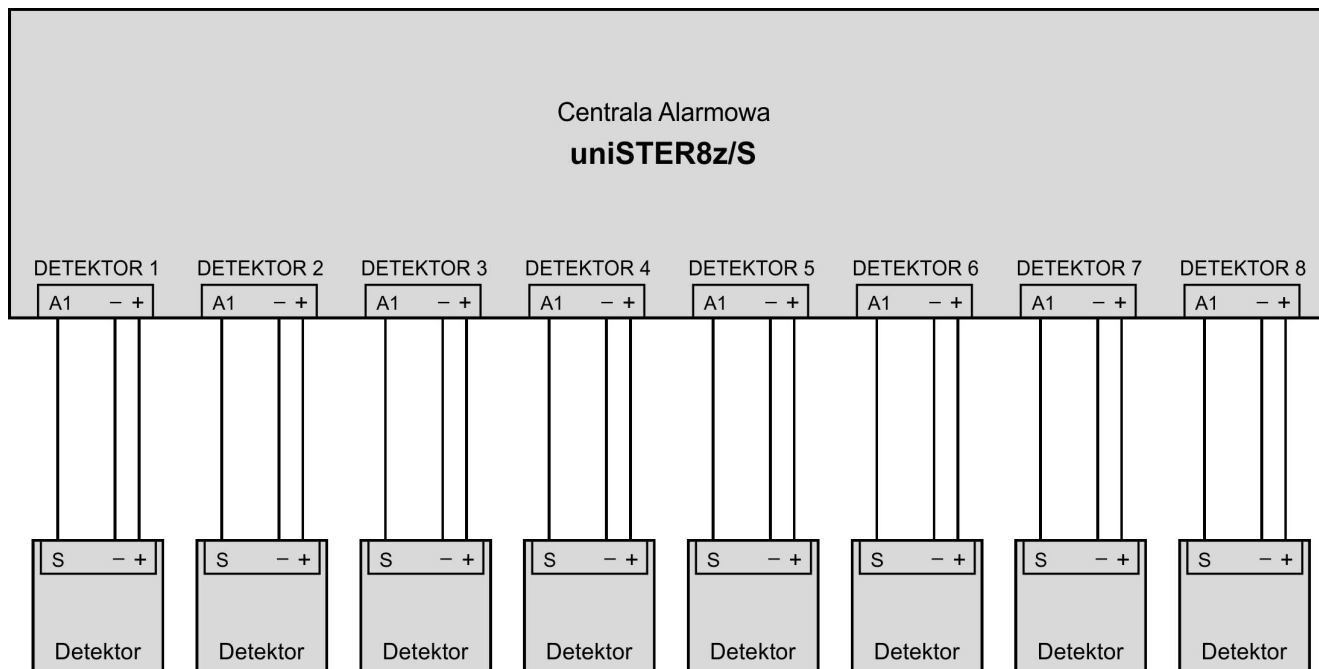 Centrala Alarmowa
uniSTER8z/S
DETEKTOR 1 DETEKTOR 2 DETEKTOR 3 DETEKTOR 4 DETEKTOR 5 DETEKTOR 6 DETEKTOR 7 DETEKTOR 8
A1 − + A1 − + A1 − + A1 − + A1 − + A1 − + A1 − + A1 − +
S − + S − + S − + S − + S − + S − + S − + S − +
Detektor Detektor Detektor Detektor Detektor Detektor Detektor Detektor